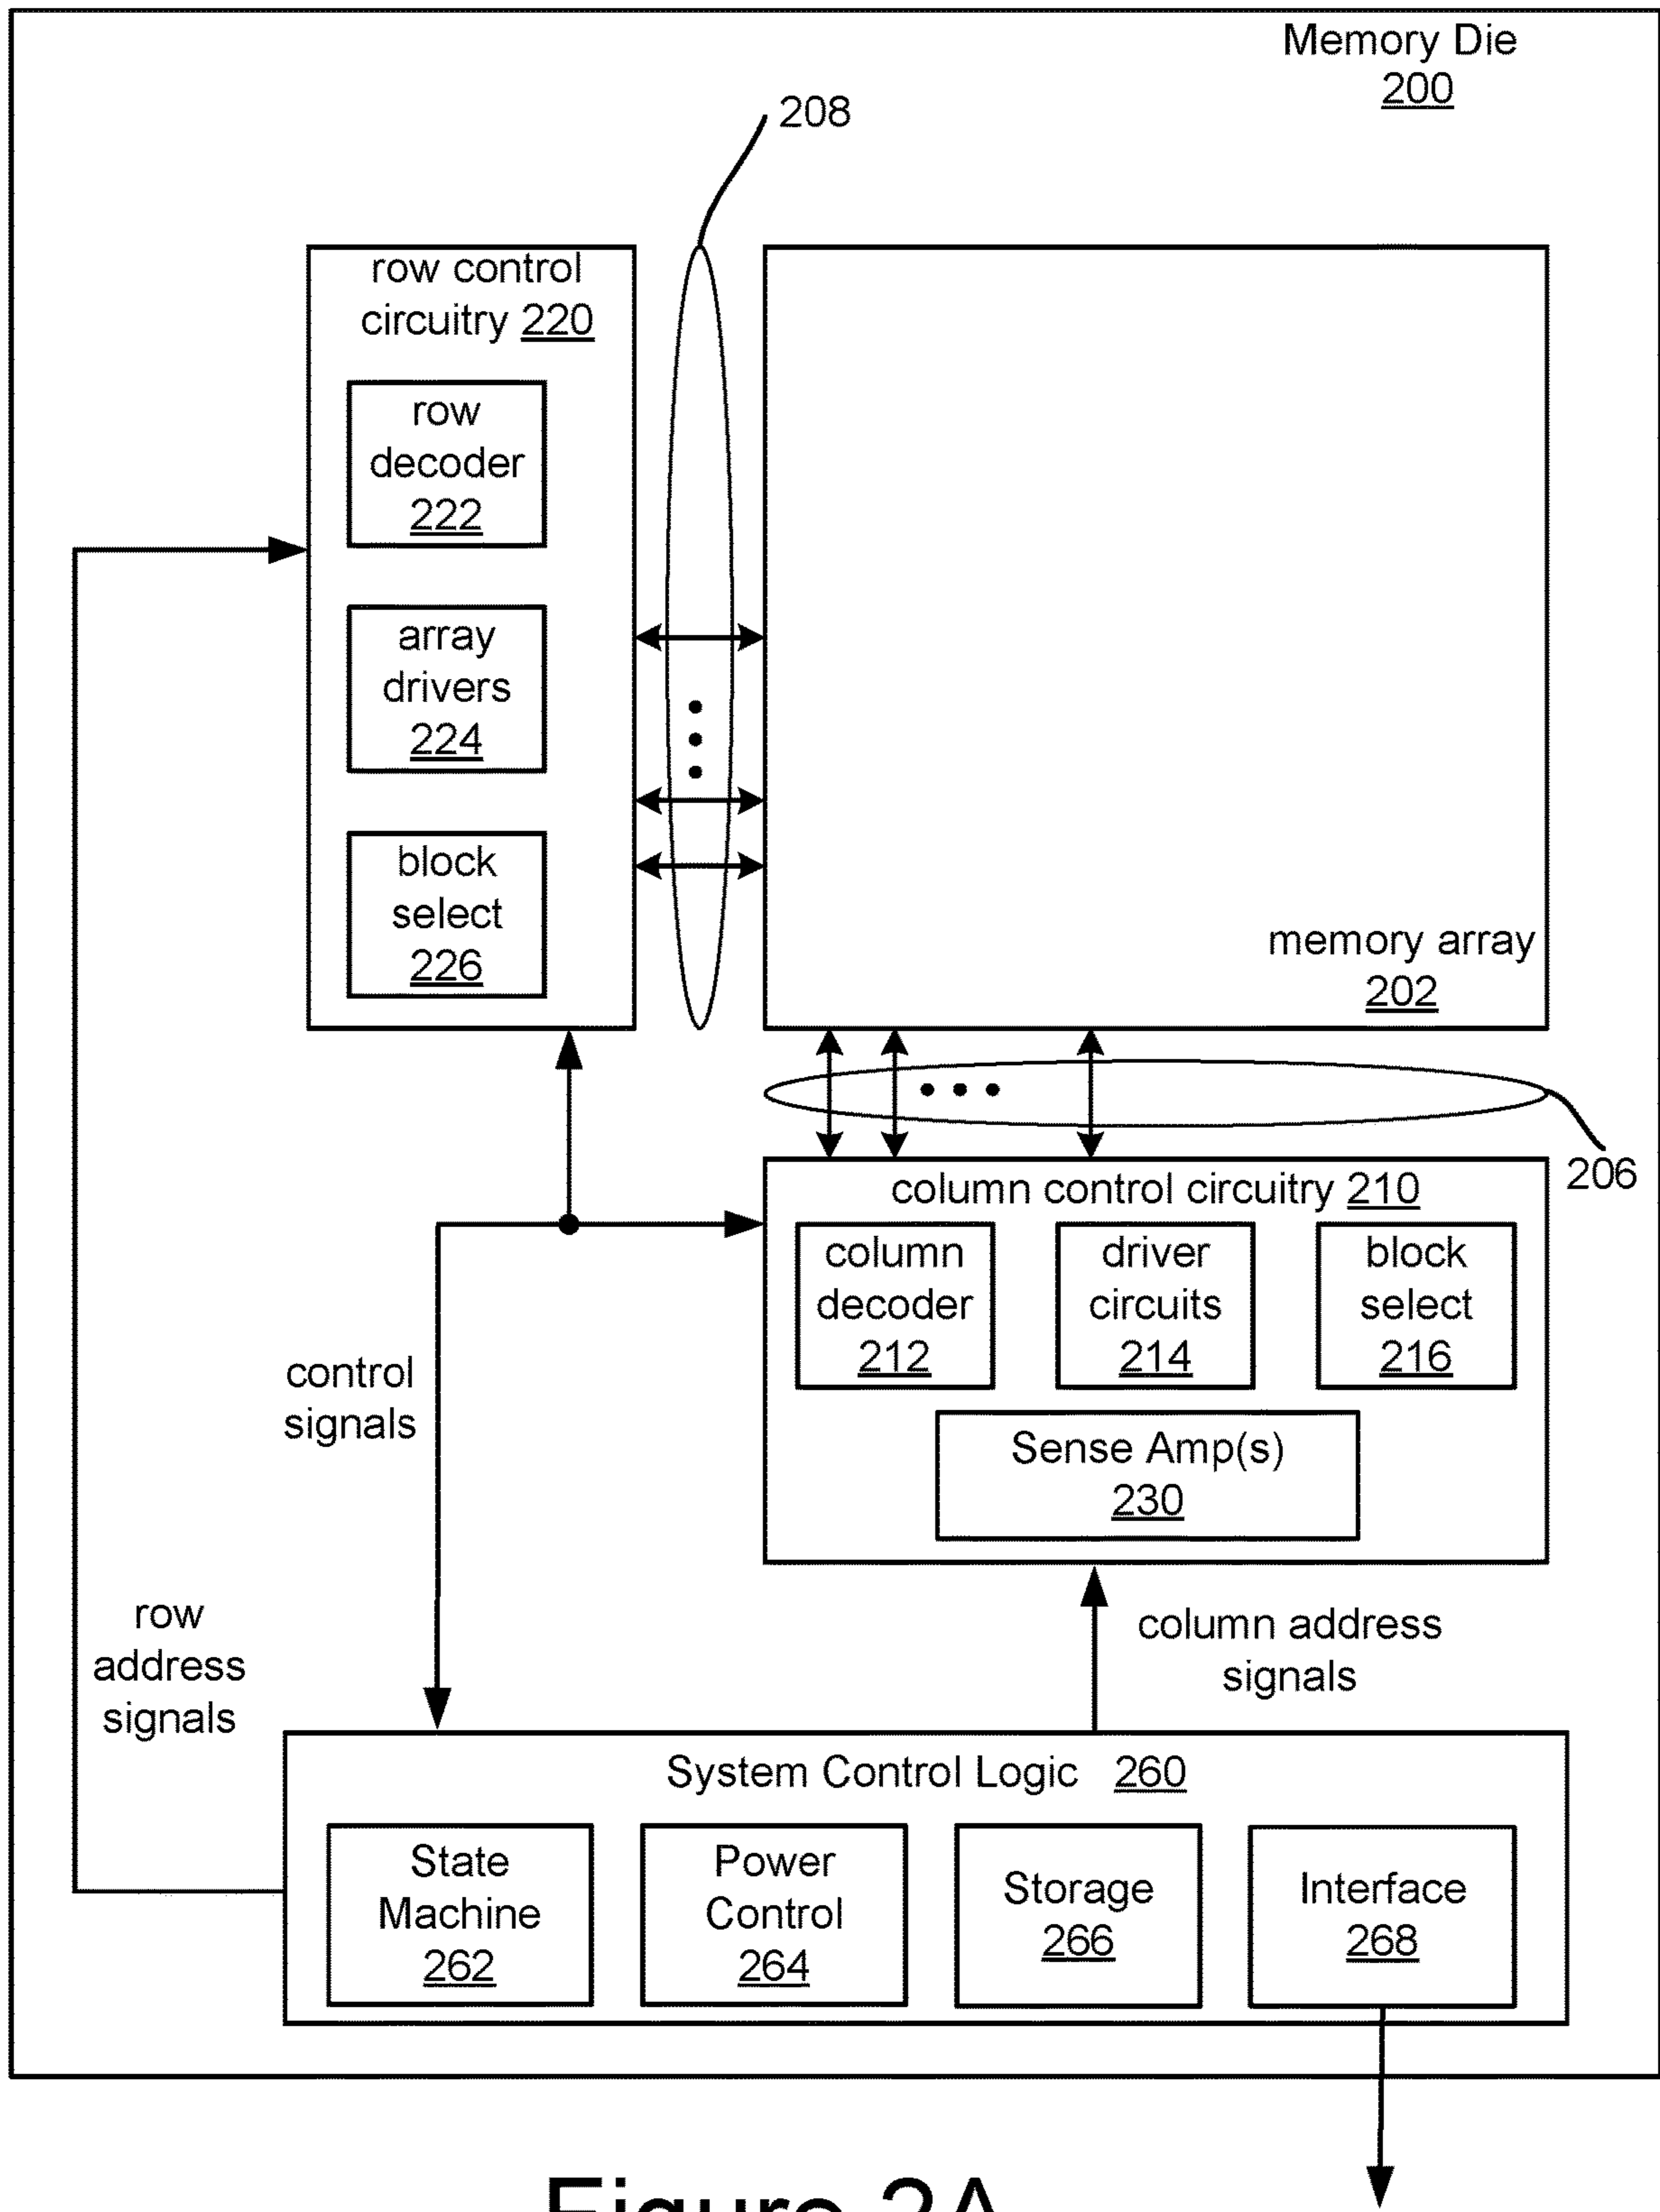 Memory Die
200
208
row control
circuitry 220
row
decoder
222
array
drivers
224
block
select
226
memory array
202
206
column control circuitry 210
column
decoder
212
driver
circuits
214
block
select
216
Sense Amp(s)
230
control
signals
row
address
signals
column address
signals
System Control Logic 260
State
Machine
262
Power
Control
264
Storage
266
Interface
268
Figure 2A